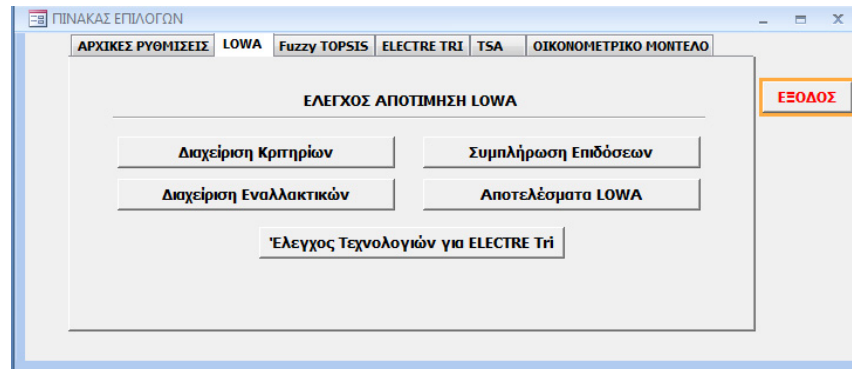 ΠΙΝΑΚΑΣ ΕΠΙΛΟΓΩΝ
ΑΡΧΙΚΕΣ ΡΥΘΜΙΣΕΙΣ LOWA Fuzzy TOPSIS ELECTRE TRI TSA ΟΙΚΟΝΟΜΕΤΡΙΚΟ ΜΟΝΤΕΛΟ
ΕΛΕΓΧΟΣ ΑΠΟΤΙΜΗΣΗ LOWA
ΕΞΟΔΟΣ
Διαχείριση Κριτηρίων Συμπλήρωση Επιδόσεων
Διαχείριση Εναλλακτικών Αποτελέσματα LOWA
Έλεγχος Τεχνολογιών για ELECTRE Tri